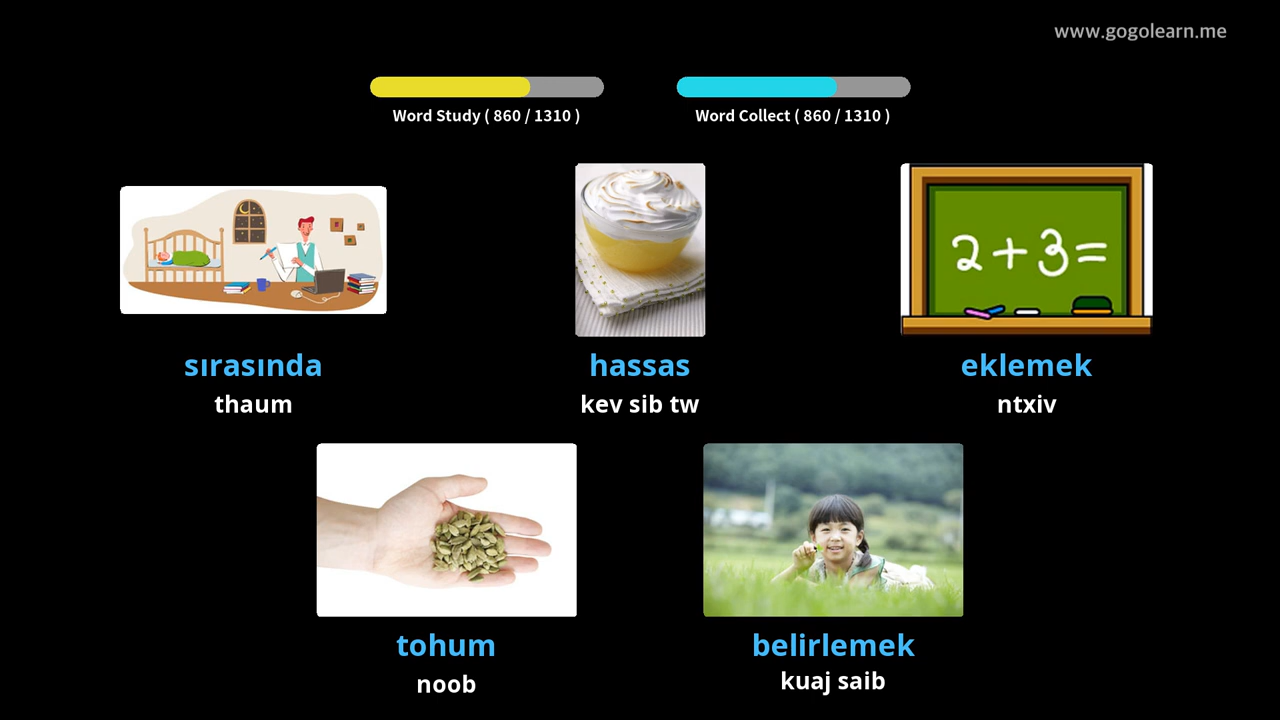 www.gogolearn.me
Word Study ( 860 / 1310 )
Word Collect ( 860 / 1310 )
2+3=
sırasında
thaum
hassas
kev sib tw
eklemek
ntxiv
tohum
noob
belirlemek
kuaj saib